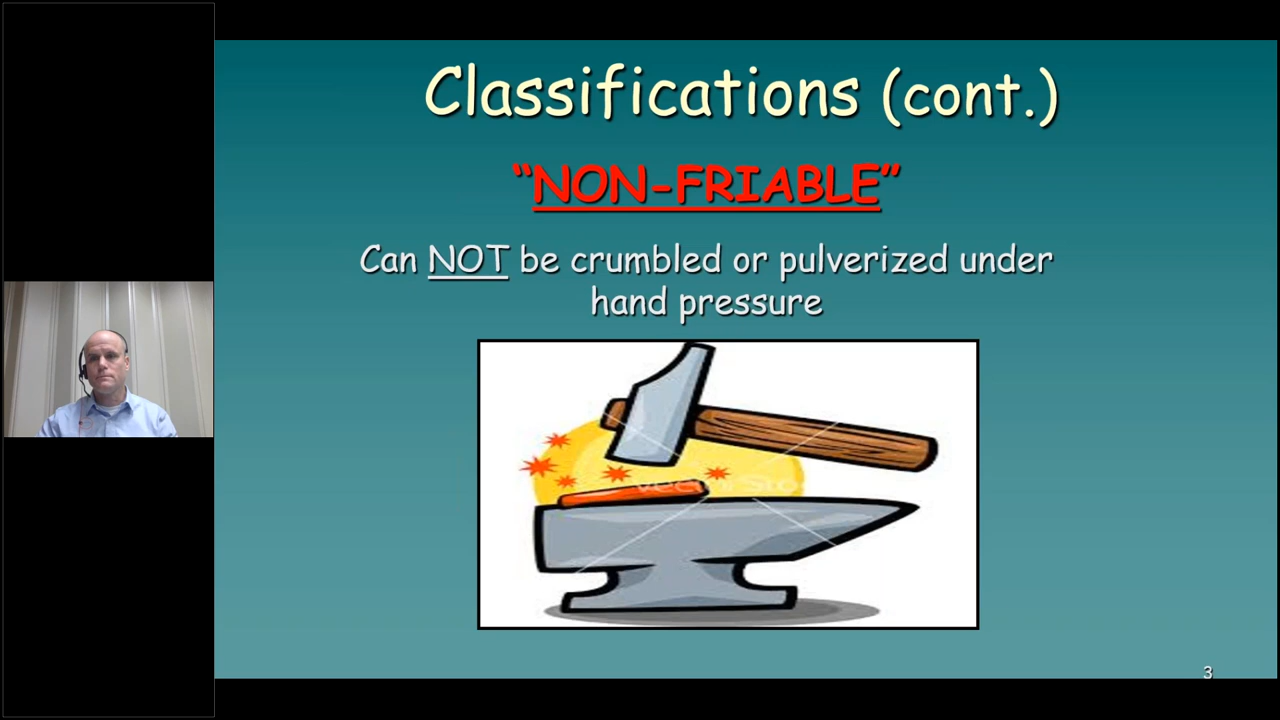 Classifications (cont.)
“NON-FRIABLE”
Can NOT be crumbled or pulverized under
hand pressure
3